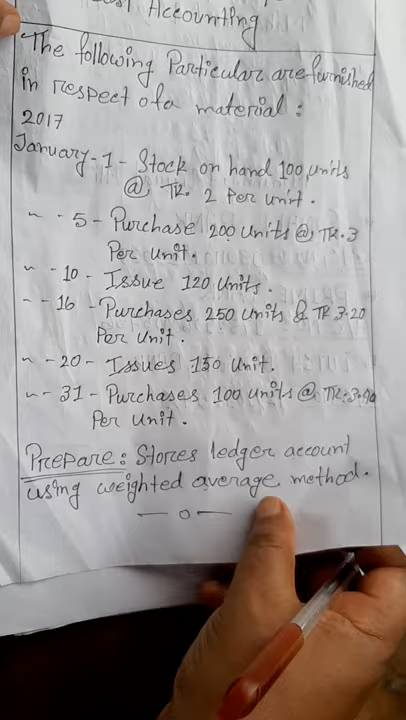 Accounting
The following Particular are furnished
in respect of a material :
2017
January-1 - Stock on hand 100 units
@ TK. 2 Per unit.
~ - 5 - Purchase 200 Units @ TK. 3
Per Unit.
~ - 10 - Issue 120 Units.
~ - 16 - Purchases 250 Units & TK 3.20
Per Unit.
~ - 20 - Issues 150 Unit.
~ - 31 - Purchases 100 Units @ TK.
Per Unit.
Prepare: Stores ledger account
using weighted average method.
— o —